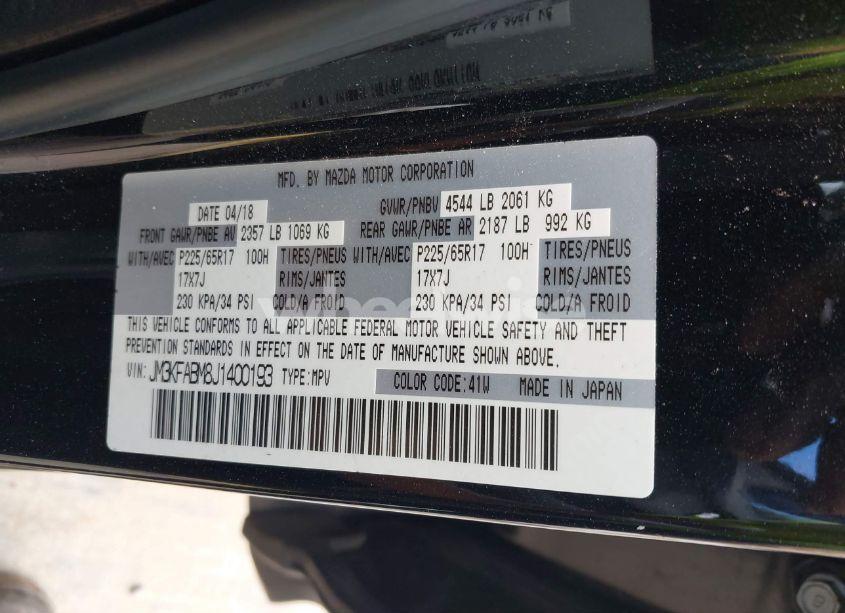 MFD. BY MAZDA MOTOR CORPORATION
DATE 04/18 GVWR/PNBV 4544 LB 2061 KG
FRONT GAWR/PNBE AV 2357 LB 1069 KG REAR GAWR/PNBE AR 2187 LB 992 KG
WITH/AVEC P225/65R17 100H TIRES/PNEUS WITH/AVEC P225/65R17 100H TIRES/PNEUS
17X7J RIMS/JANTES 17X7J RIMS/JANTES
230 KPA/34 PSI COLD/A FROID 230 KPA/34 PSI COLD/A FROID
THIS VEHICLE CONFORMS TO ALL APPLICABLE FEDERAL MOTOR VEHICLE SAFETY AND THEFT
PREVENTION STANDARDS IN EFFECT ON THE DATE OF MANUFACTURE SHOWN ABOVE.
VIN: JM3KFABM8J1400193 TYPE:MPV COLOR CODE:41W MADE IN JAPAN